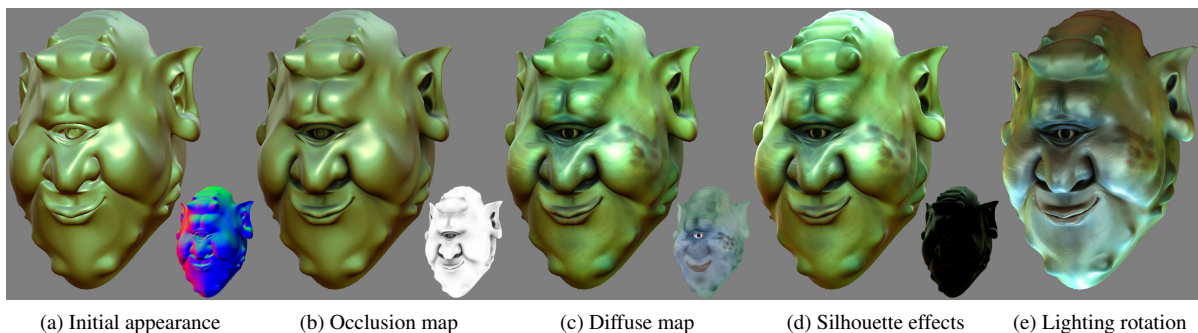 (a) Initial appearance
(b) Occlusion map
(c) Diffuse map
(d) Silhouette effects
(e) Lighting rotation